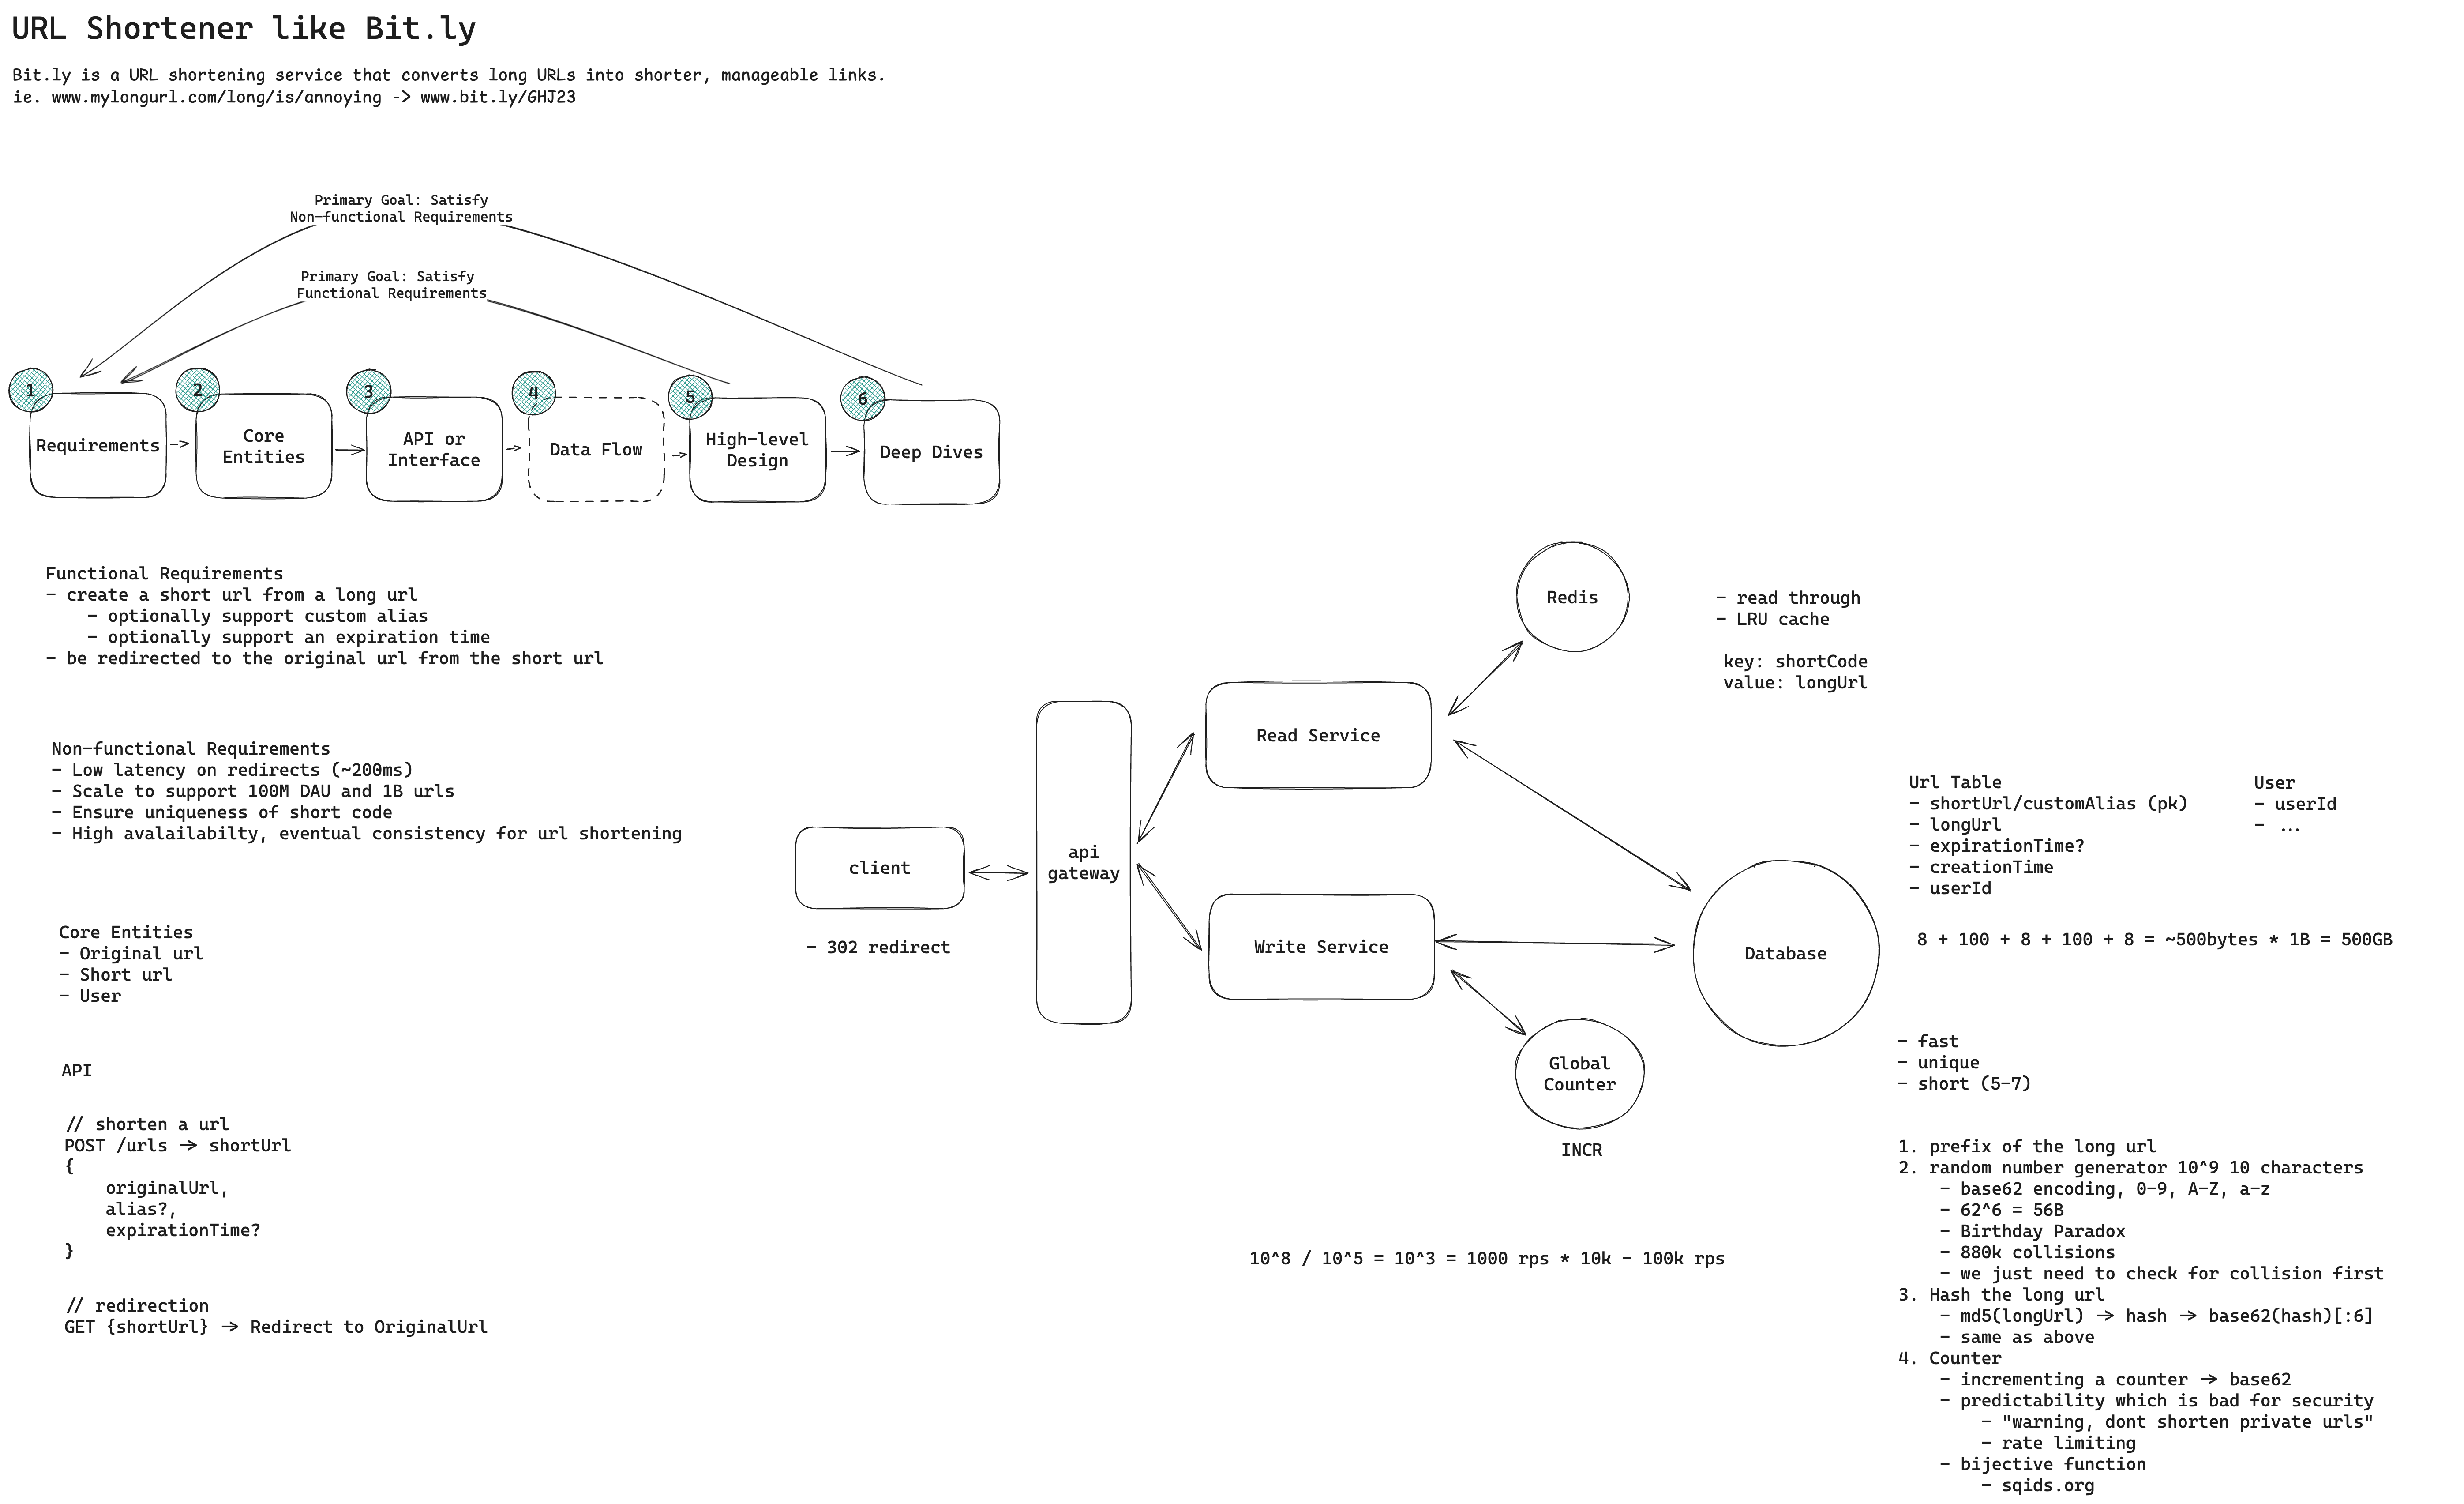 URL Shortener like Bit.ly
Bit.ly is a URL shortening service that converts long URLs into shorter, manageable links.
ie. www.mylongurl.com/long/is/annoying -> www.bit.ly/GHJ23
Primary Goal: Satisfy
Non-functional Requirements
Primary Goal: Satisfy
Functional Requirements
1
Requirements
2
Core
Entities
3
API or
Interface
4
Data Flow
5
High-level
Design
6
Deep Dives
Functional Requirements
- create a short url from a long url
- optionally support custom alias
- optionally support an expiration time
- be redirected to the original url from the short url
Non-functional Requirements
- Low latency on redirects (~200ms)
- Scale to support 100M DAU and 1B urls
- Ensure uniqueness of short code
- High avalailabilty, eventual consistency for url shortening
Core Entities
- Original url
- Short url
- User
API
// shorten a url
POST /urls -> shortUrl
{
originalUrl,
alias?,
expirationTime?
}
// redirection
GET {shortUrl} -> Redirect to OriginalUrl
client
- 302 redirect
api
gateway
Read Service
Write Service
Redis
- read through
- LRU cache
key: shortCode
value: longUrl
Global
Counter
INCR
10^8 / 10^5 = 10^3 = 1000 rps * 10k - 100k rps
Database
Url Table
- shortUrl/customAlias (pk)
- longUrl
- expirationTime?
- creationTime
- userId
User
- userId
- ...
8 + 100 + 8 + 100 + 8 = ~500bytes * 1B = 500GB
- fast
- unique
- short (5-7)
1. prefix of the long url
2. random number generator 10^9 10 characters
- base62 encoding, 0-9, A-Z, a-z
- 62^6 = 56B
- Birthday Paradox
- 880k collisions
- we just need to check for collision first
3. Hash the long url
- md5(longUrl) -> hash -> base62(hash)[:6]
- same as above
4. Counter
- incrementing a counter -> base62
- predictability which is bad for security
- "warning, dont shorten private urls"
- rate limiting
- bijective function
- sqids.org